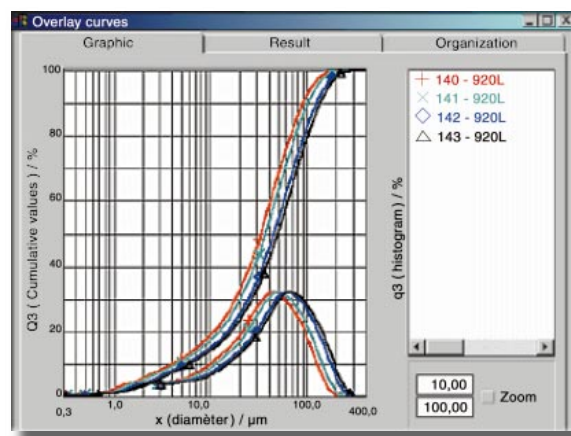 Overlay curves
Graphic
Result
Organization
100
80
60
40
20
0
Q3 ( Cumulative values ) / %
0,3
1,0
10,0
100,0
400,0
x (diamèter) / µm
q3 ( histogram ) / %
140 - 920L
141 - 920L
142 - 920L
143 - 920L
10,00
100,00
Zoom